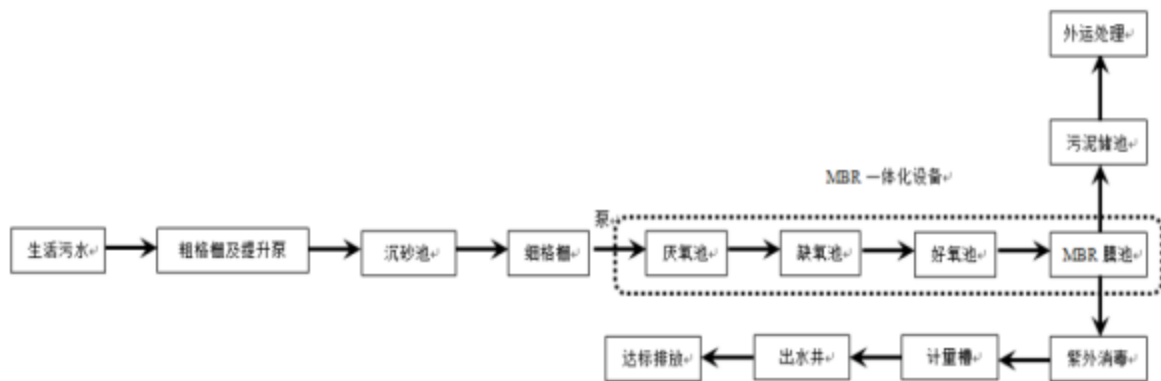 外运处理
污泥储池
MBR 一体化设备
泵
生活污水
粗格栅及提升泵
沉砂池
细格栅
厌氧池
缺氧池
好氧池
MBR 膜池
达标排放
出水井
计量槽
紫外消毒